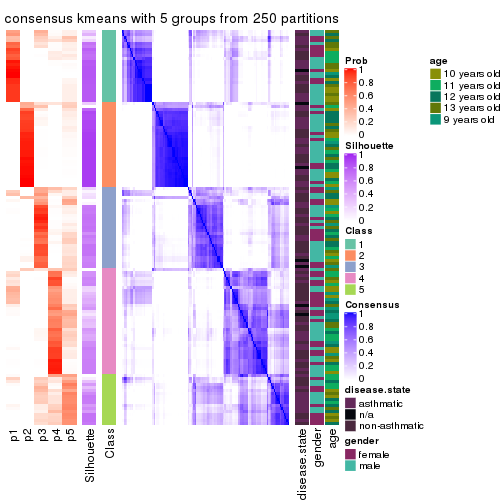 consensus kmeans with 5 groups from 250 partitions
Prob
1
0.8
0.6
0.4
0.2
0
Silhouette
1
0.8
0.6
0.4
0.2
0
Class
1
2
3
4
5
Consensus
1
0.8
0.6
0.4
0.2
0
disease.state
asthmatic
n/a
non-asthmatic
gender
female
male
age
10 years old
11 years old
12 years old
13 years old
9 years old
p1
p2
p3
p4
p5
Silhouette
Class
disease.state
gender
age